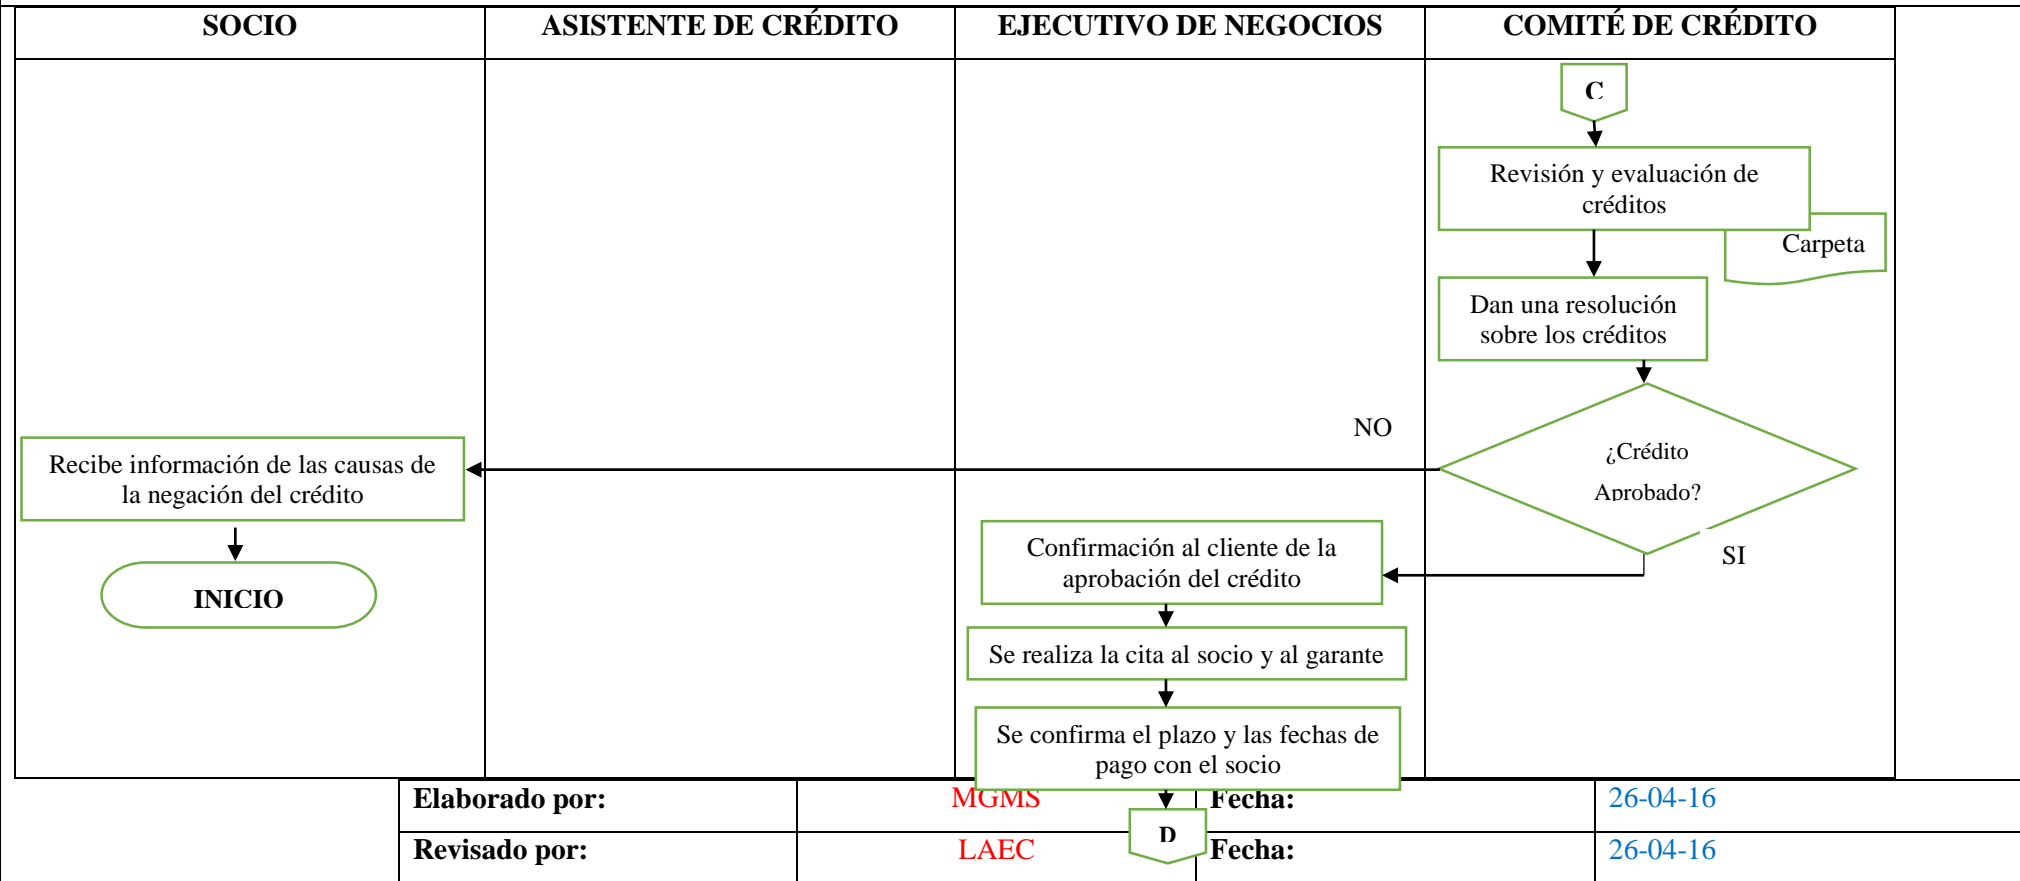 SOCIO
ASISTENTE DE CRÉDITO
EJECUTIVO DE NEGOCIOS
COMITÉ DE CRÉDITO
C
Revisión y evaluación de
créditos
Carpeta
Dan una resolución
sobre los créditos
NO
¿Crédito
Aprobado?
Recibe información de las causas de
la negación del crédito
SI
Confirmación al cliente de la
aprobación del crédito
INICIO
Se realiza la cita al socio y al garante
Se confirma el plazo y las fechas de
pago con el socio
Elaborado por:
MGMS
Fecha:
26-04-16
D
Revisado por:
LAEC
Fecha:
26-04-16